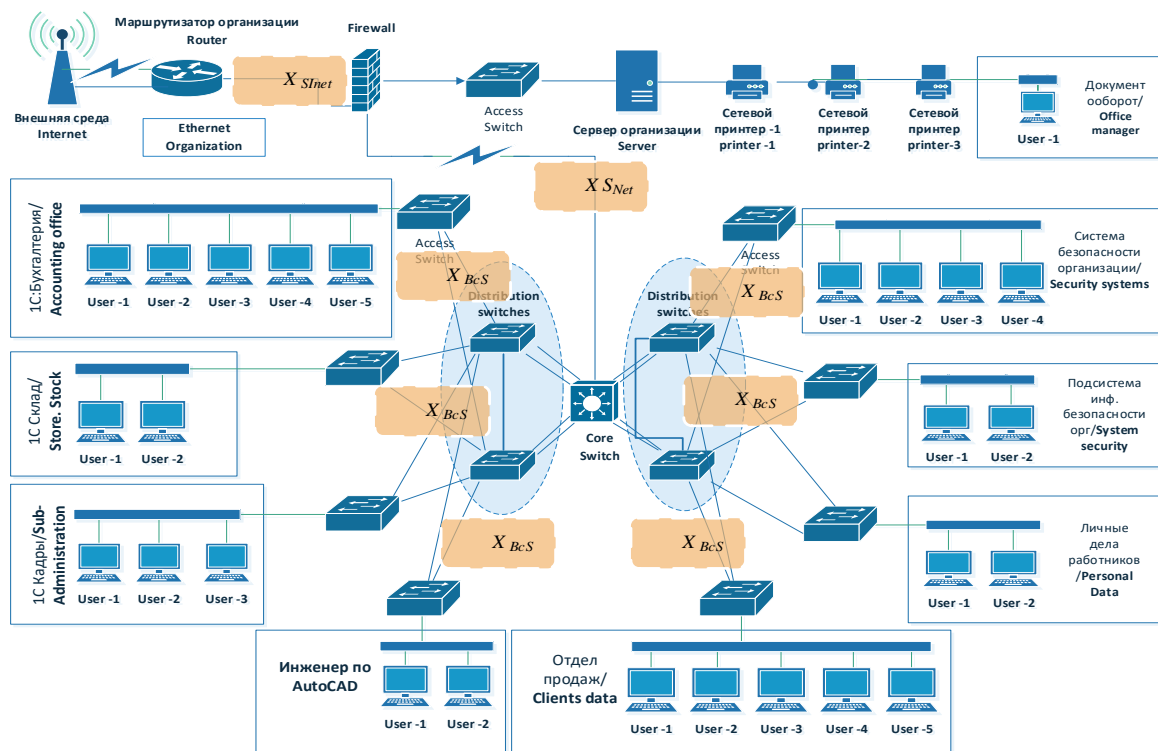 Маршрутизатор организации
Router
Firewall
X SInet
Внешняя среда
Internet
Ethernet
Organization
Access
Switch
Сервер организации
Server
Сетевой
принтер -1
printer
-1
Сетевой
принтер
printer-2
Сетевой
принтер
printer-3
User -1
Документ
ооборот/
Office
manager
X S Net
1С:Бухгалтерия/
Accounting office
User -1
User -2
User -3
User -4
User -5
Access
Switch
X BcS
Distribution
switches
Distribution
switches
Access
Switch
X BcS
User -1
User -2
User -3
User -4
Система
безопасности
организации/
Security systems
1С Склад/
Store. Stock
User -1
User -2
X BcS
Core
Switch
X BcS
User -1
User -2
Подсистема
инф.
безопасности
орг/System
security
1С Кадры/Sub-
Administration
User -1
User -2
User -3
X BcS
X BcS
User -1
User -2
Личные
дела
работников
/Personal
Data
Инженер по
AutoCAD
User -1
User -2
Отдел
продаж/
Clients data
User -1
User -2
User -3
User -4
User -5